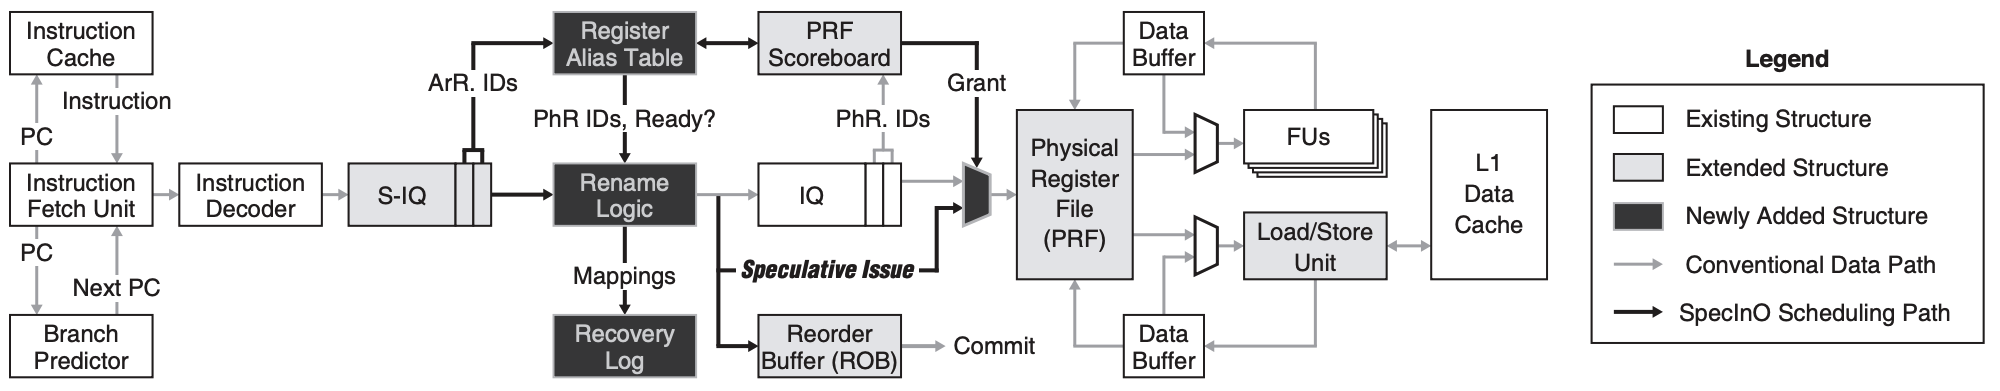 Instruction
Cache
Instruction
PC
Instruction
Fetch Unit
PC
Next PC
Branch
Predictor
Instruction
Decoder
S-IQ
ArR. IDs
Register
Alias Table
PhR IDs, Ready?
Rename
Logic
Mappings
Recovery
Log
PRF
Scoreboard
PhR. IDs
IQ
Speculative Issue
Reorder
Buffer (ROB)
Commit
Grant
Physical
Register
File
(PRF)
Data
Buffer
FUs
Load/Store
Unit
Data
Buffer
L1
Data
Cache
Legend
Existing Structure
Extended Structure
Newly Added Structure
Conventional Data Path
SpecInO Scheduling Path